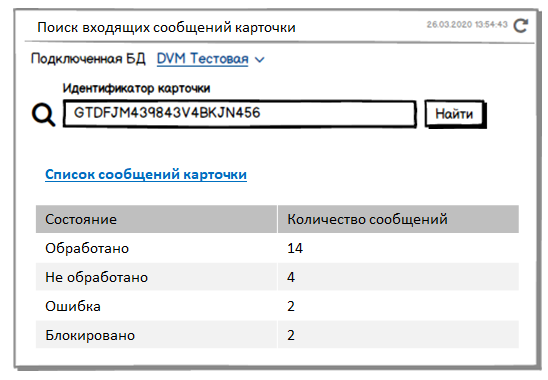 Поиск входящих сообщений карточки 26.03.2020 13:54:43
Подключенная БД DVM Тестовая
Идентификатор карточки
GTDFJM439843V4BKJN456 Найти
Список сообщений карточки
Состояние Количество сообщений
Обработано 14
Не обработано 4
Ошибка 2
Блокировано 2